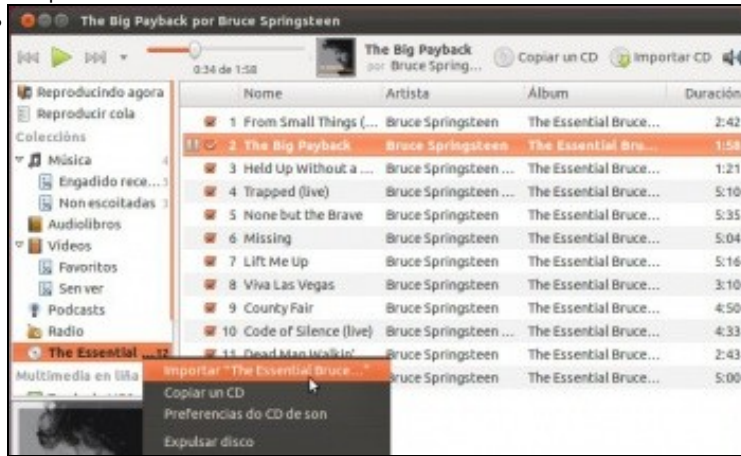 The Big Payback por Bruce Springsteen
The Big Payback
por Bruce Spring...
Copiar un CD
Importar CD
0:34 de 1:58
Reproducindo agora
Reproducir cola
Coleccións
Música 4
Engadido rece...
Non escoitadas
Audiolibros
Vídeos
Favoritos
Sen ver
Podcasts
Radio
The Essential ...12
Multimedia en liña
Nome Artista Álbum Duración
1 From Small Things (... Bruce Springsteen The Essential Bruce... 2:42
2 The Big Payback Bruce Springsteen The Essential Bru... 1:58
3 Held Up Without a ... Bruce Springsteen ... The Essential Bruce... 1:21
4 Trapped (live) Bruce Springsteen ... The Essential Bruce... 5:10
5 None but the Brave Bruce Springsteen The Essential Bruce... 5:35
6 Missing Bruce Springsteen The Essential Bruce... 5:04
7 Lift Me Up Bruce Springsteen The Essential Bruce... 5:16
8 Viva Las Vegas Bruce Springsteen The Essential Bruce... 3:10
9 County Fair Bruce Springsteen The Essential Bruce... 4:50
10 Code of Silence (live) Bruce Springsteen ... The Essential Bruce... 4:33
11 Dead Man Walkin' Bruce Springsteen The Essential Bruce... 2:43
Bruce Springsteen The Essential Bruce... 5:00
Importar "The Essential Bruce..."
Copiar un CD
Preferencias do CD de son
Expulsar disco